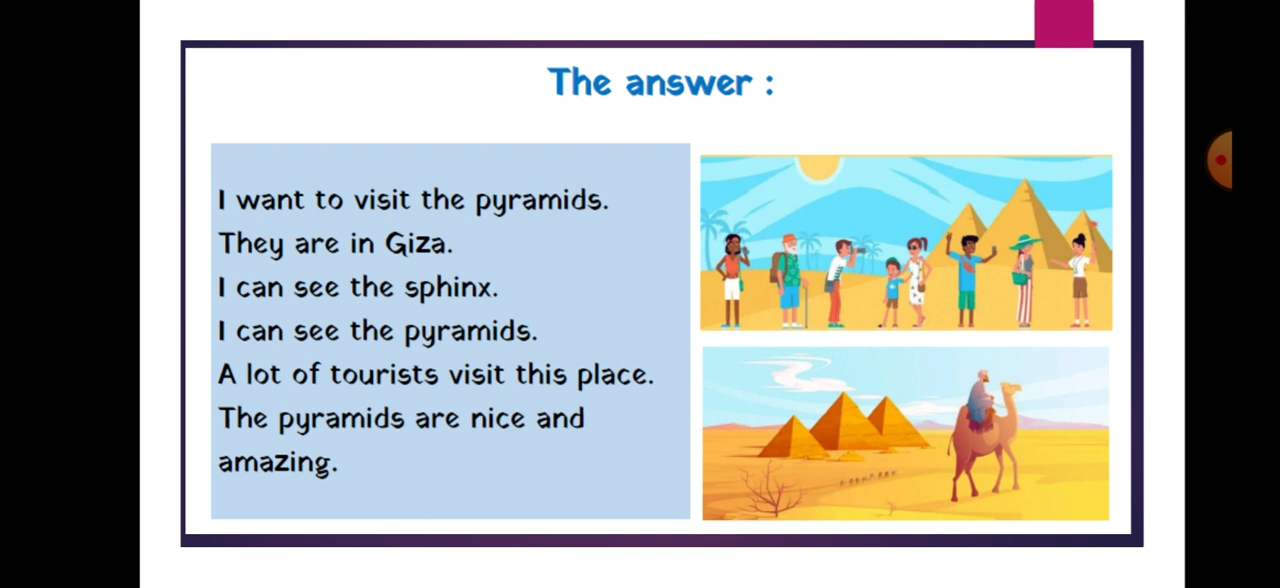 The answer :
I want to visit the pyramids.
They are in Giza.
I can see the sphinx.
I can see the pyramids.
A lot of tourists visit this place.
The pyramids are nice and
amazing.